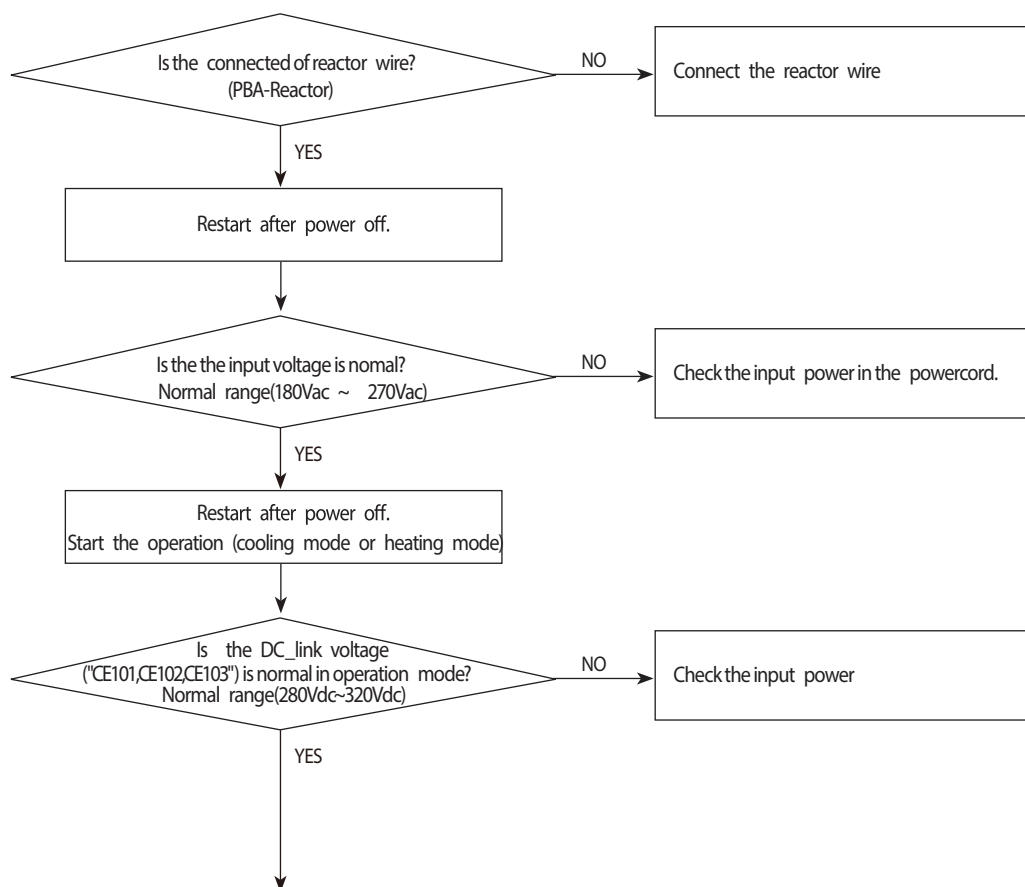 Is the connected of reactor wire?
(PBA-Reactor)
NO
Connect the reactor wire
YES
Restart after power off.
Is the the input voltage is nomal?
Normal range(180Vac ~ 270Vac)
NO
Check the input power in the powercord.
YES
Restart after power off.
Start the operation (cooling mode or heating mode)
Is the DC_link voltage
("CE101,CE102,CE103") is normal in operation mode?
Normal range(280Vdc~320Vdc)
NO
Check the input power
YES